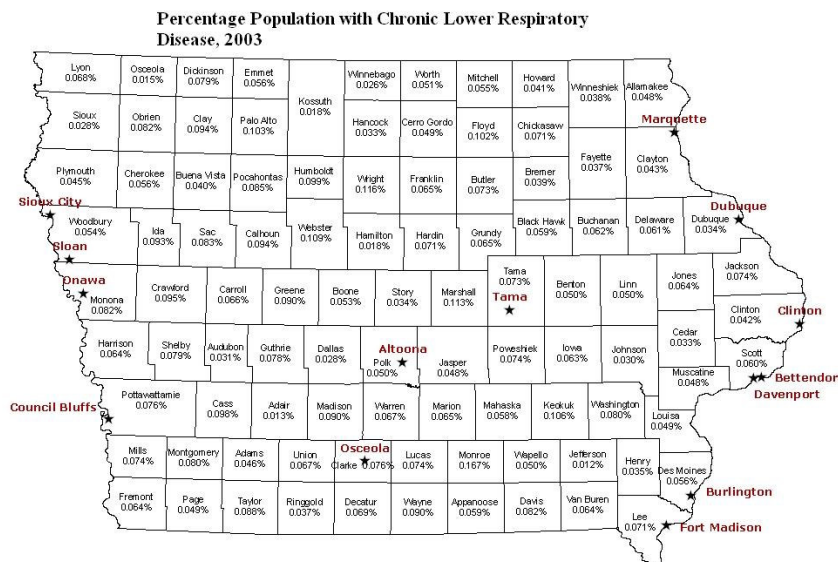 Percentage Population with Chronic Lower Respiratory
Disease, 2003
Lyon
0.068%
Osceola
0.015%
Dickinson
0.079%
Emmet
0.056%
Kossuth
0.018%
Winnebago
0.026%
Worth
0.051%
Mitchell
0.055%
Howard
0.041%
Winneshiek
0.038%
Allamakee
0.048%
Sioux
0.028%
Obrien
0.082%
Clay
0.094%
Palo Alto
0.103%
Hancock
0.033%
Cerro Gordo
0.049%
Floyd
0.102%
Chickasaw
0.071%
Marquette
Plymouth
0.045%
Cherokee
0.056%
Buena Vista
0.040%
Pocahontas
0.085%
Humboldt
0.099%
Wright
0.116%
Franklin
0.065%
Butler
0.073%
Bremer
0.039%
Fayette
0.037%
Clayton
0.043%
Sioux City
Woodbury
0.054%
Ida
0.093%
Sac
0.083%
Calhoun
0.094%
Webster
0.109%
Hamilton
0.018%
Hardin
0.071%
Grundy
0.065%
Black Hawk
0.059%
Buchanan
0.062%
Delaware
0.061%
Dubuque
Dubuque
0.034%
Sloan
Onawa
Monona
0.082%
Crawford
0.095%
Carroll
0.066%
Greene
0.090%
Boone
0.053%
Story
0.034%
Marshall
0.113%
Tama
0.073%
Tama
Benton
0.050%
Linn
0.050%
Jones
0.064%
Jackson
0.074%
Clinton
0.042%
Clinton
Harrison
0.064%
Shelby
0.079%
Audubon
0.031%
Guthrie
0.078%
Dallas
0.028%
Altoona
Polk
0.050%
Jasper
0.048%
Poweshiek
0.074%
Iowa
0.063%
Johnson
0.030%
Cedar
0.033%
Scott
0.060%
Muscatine
0.048%
Bettendorf
Davenport
Pottawattamie
0.076%
Council Bluffs
Cass
0.098%
Adair
0.013%
Madison
0.090%
Warren
0.067%
Marion
0.065%
Mahaska
0.058%
Keokuk
0.106%
Washington
0.080%
Louisa
0.049%
Mills
0.074%
Montgomery
0.080%
Adams
0.046%
Union
0.067%
Osceola
Clarke 0.076%
Lucas
0.074%
Monroe
0.167%
Wapello
0.050%
Jefferson
0.012%
Henry
0.035%
Des Moines
0.056%
Burlington
Fremont
0.064%
Page
0.049%
Taylor
0.088%
Ringgold
0.037%
Decatur
0.069%
Wayne
0.090%
Appanoose
0.059%
Davis
0.082%
Van Buren
0.064%
Lee
0.071%
Fort Madison